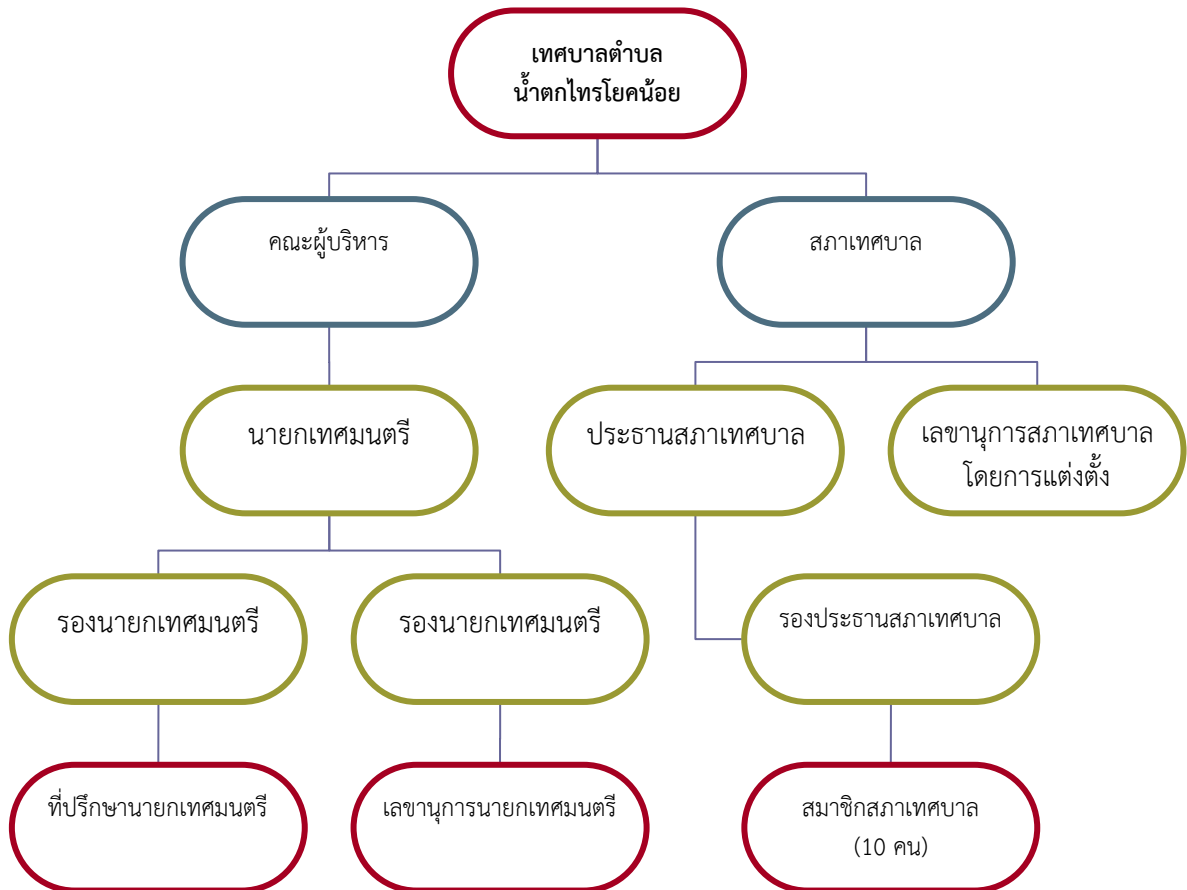 เทศบาลตำบล
น้ำตกไทรโยคน้อย
คณะผู้บริหาร
สภาเทศบาล
นายกเทศมนตรี
ประธานสภาเทศบาล
เลขานุการสภาเทศบาล
โดยการแต่งตั้ง
รองนายกเทศมนตรี
รองนายกเทศมนตรี
รองประธานสภาเทศบาล
ที่ปรึกษานายกเทศมนตรี
เลขานุการนายกเทศมนตรี
สมาชิกสภาเทศบาล
(10 คน)